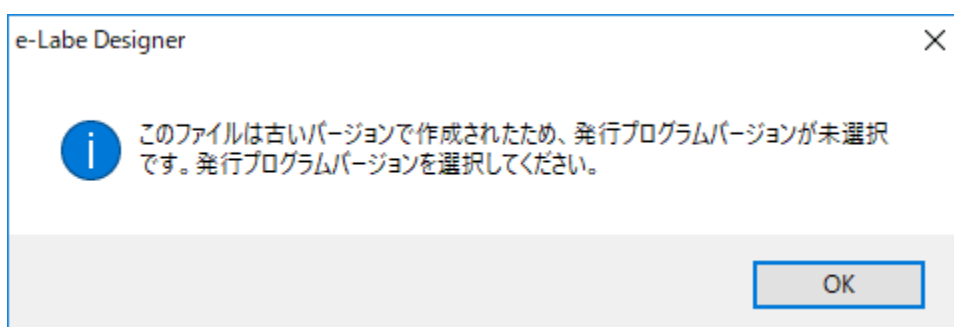 e-Labe Designer
このファイルは古いバージョンで作成されたため、発行プログラムバージョンが未選択
です。発行プログラムバージョンを選択してください。
OK